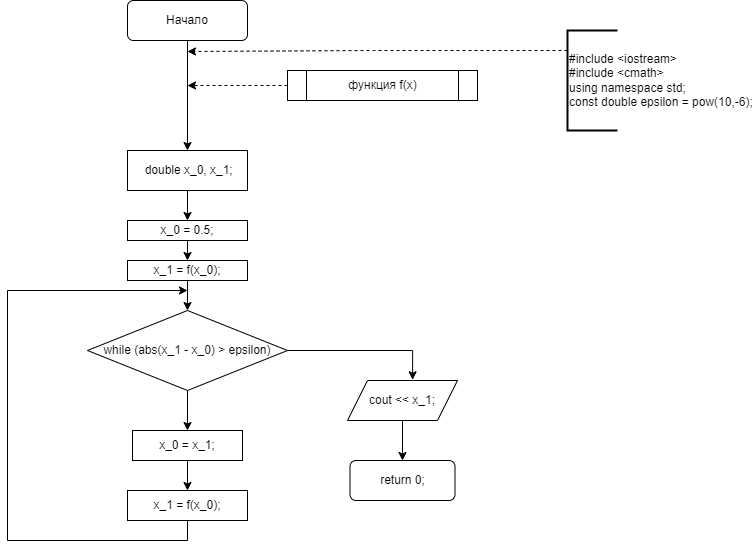 Начало
#include <iostream>
#include <cmath>
using namespace std;
const double epsilon = pow(10,-6);
функция f(x)
double x_0, x_1;
x_0 = 0.5;
x_1 = f(x_0);
while (abs(x_1 - x_0) > epsilon)
cout << x_1;
x_0 = x_1;
return 0;
x_1 = f(x_0);